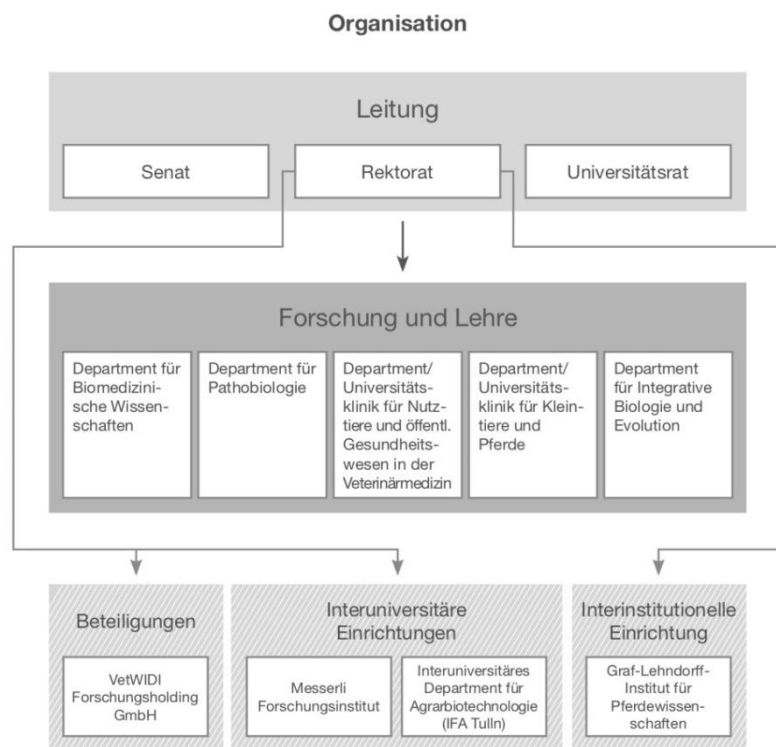 Organisation
Leitung
Senat
Rektorat
Universitätsrat
Forschung und Lehre
Department für
Biomedizini-
sche Wissen-
schaften
Department für
Pathobiologie
Department/
Universitäts-
klinik für Nutz-
tiere und öffentl.
Gesundheits-
wesen in der
Veterinärmedizin
Department/
Universitäts-
klinik für Klein-
tiere und
Pferde
Department
für Integrative
Biologie und
Evolution
Beteiligungen
VetWIDI
Forschungsholding
GmbH
Interuniversitäre
Einrichtungen
Messerli
Forschungsinstitut
Interuniversitäres
Department für
Agrarbiotechnologie
(IFA Tulln)
Interinstitutionelle
Einrichtung
Graf-Lehndorff-
Institut für
Pferdewissen-
schaften